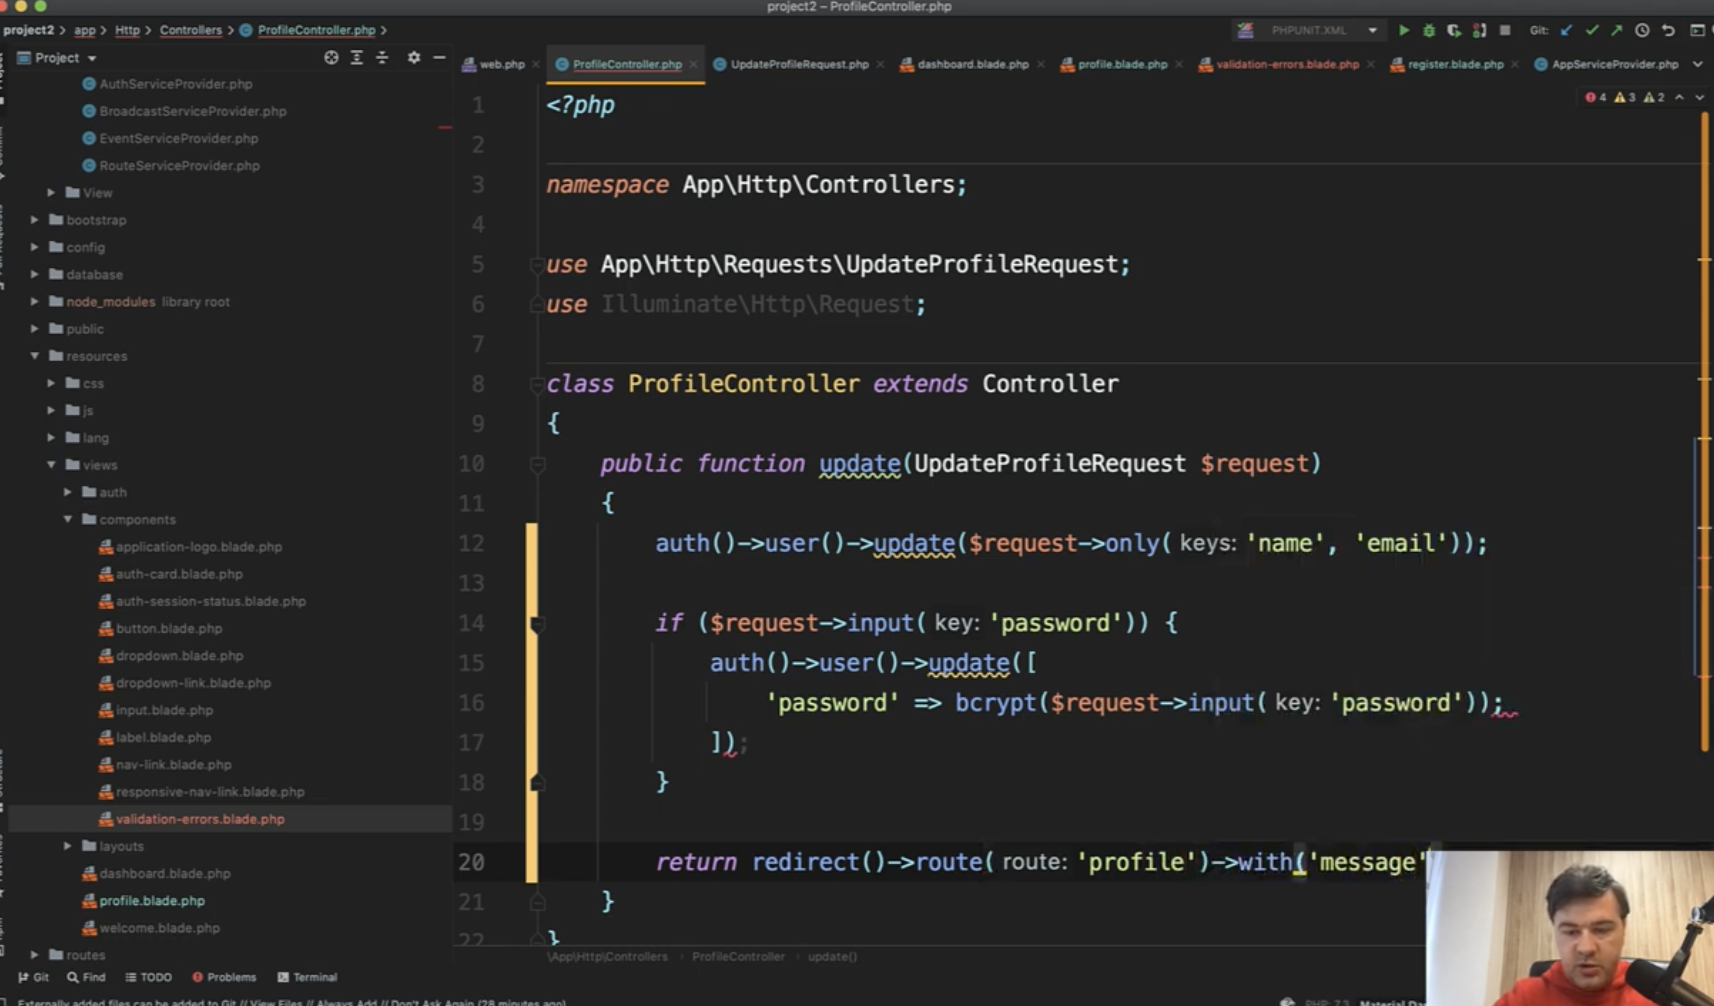 project2 – ProfileController.php
project2 > app > Http > Controllers > ProfileController.php >
PHPUNIT.XML
Git:
Project
web.php
ProfileController.php
UpdateProfileRequest.php
dashboard.blade.php
profile.blade.php
validation-errors.blade.php
register.blade.php
AppServiceProvider.php
4 3 2
AuthServiceProvider.php
BroadcastServiceProvider.php
EventServiceProvider.php
RouteServiceProvider.php
View
bootstrap
config
database
node_modules library root
public
resources
css
js
lang
views
auth
components
application-logo.blade.php
auth-card.blade.php
auth-session-status.blade.php
button.blade.php
dropdown.blade.php
dropdown-link.blade.php
input.blade.php
label.blade.php
nav-link.blade.php
responsive-nav-link.blade.php
validation-errors.blade.php
layouts
dashboard.blade.php
profile.blade.php
welcome.blade.php
routes
1 <?php
2
3 namespace App\Http\Controllers;
4
5 use App\Http\Requests\UpdateProfileRequest;
6 use Illuminate\Http\Request;
7
8 class ProfileController extends Controller
9 {
10 public function update(UpdateProfileRequest $request)
11 {
12 auth()->user()->update($request->only( keys: 'name', 'email'));
13
14 if ($request->input( key: 'password')) {
15 auth()->user()->update([
16 'password' => bcrypt($request->input( key: 'password'));
17 ]);
18 }
19
20 return redirect()->route( route: 'profile')->with('message'
21 }
22 }
\App\Http\Controllers ProfileController update()
Git Find TODO Problems Terminal
Externally added files can be added to Git // View Files // Always Add // Don't Ask Again (28 minutes ago)
PHP: 7.3